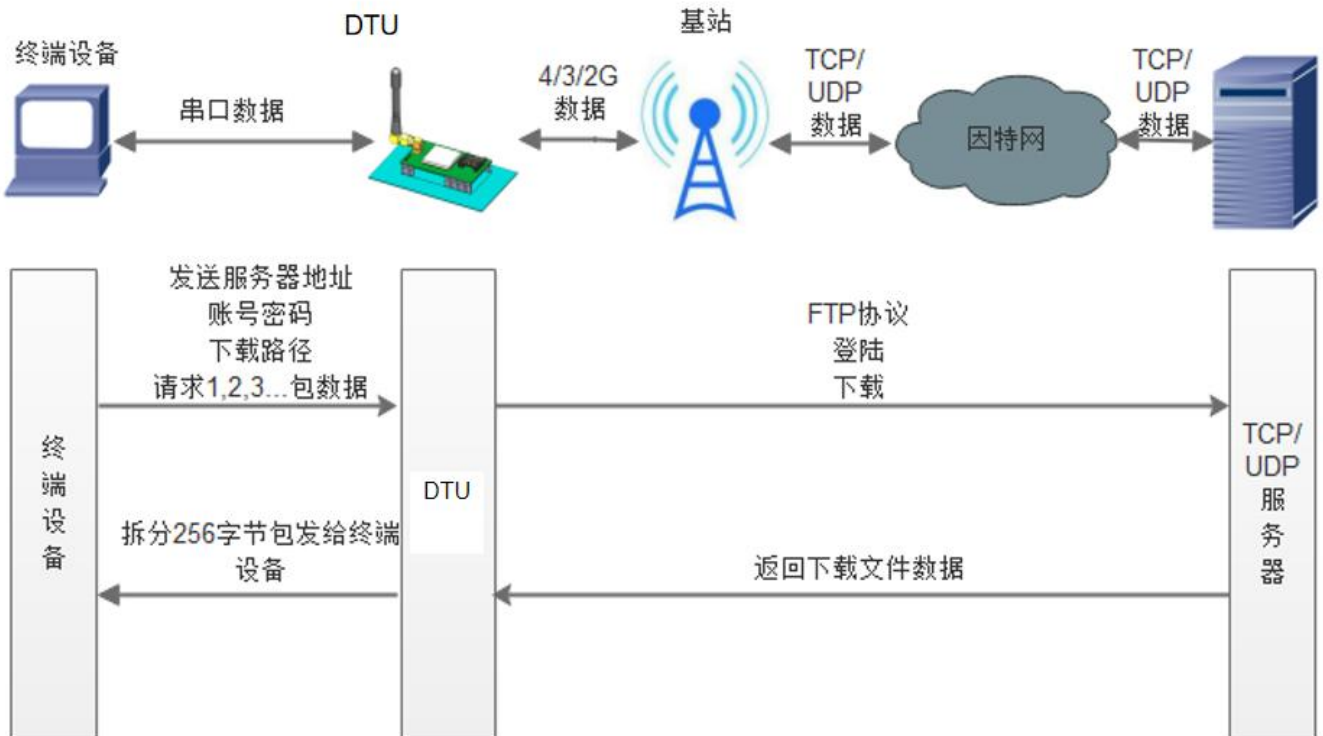 终端设备
DTU
基站
串口数据
4/3/2G
数据
TCP/
UDP
数据
因特网
TCP/
UDP
数据
发送服务器地址
账号密码
下载路径
请求1,2,3...包数据
FTP协议
登陆
下载
终
端
设
备
DTU
TCP/
UDP
服
务
器
拆分256字节包发给终端
设备
返回下载文件数据